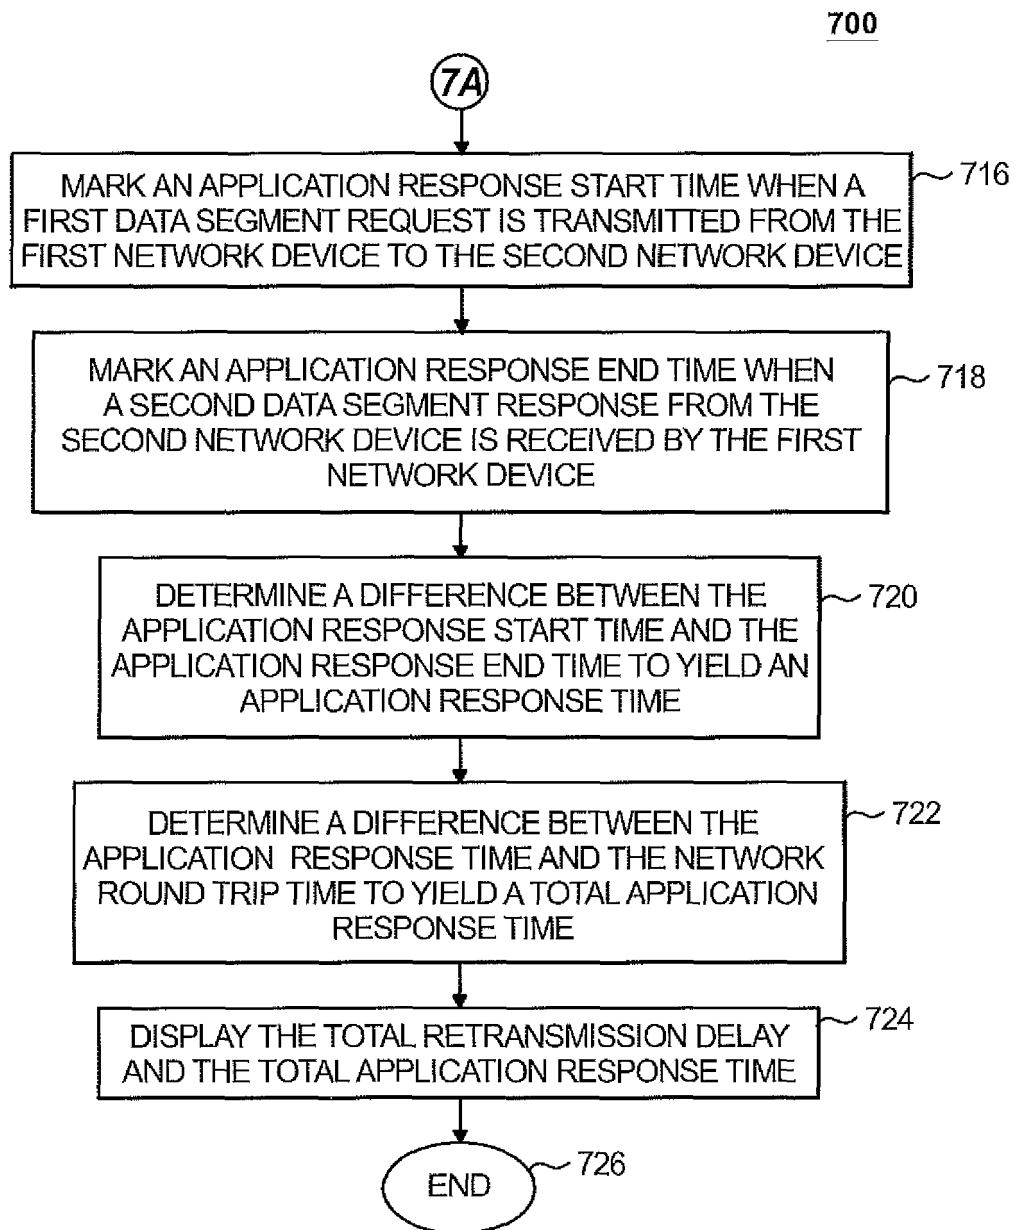 700
7A
MARK AN APPLICATION RESPONSE START TIME WHEN A
FIRST DATA SEGMENT REQUEST IS TRANSMITTED FROM THE
FIRST NETWORK DEVICE TO THE SECOND NETWORK DEVICE
716
MARK AN APPLICATION RESPONSE END TIME WHEN
A SECOND DATA SEGMENT RESPONSE FROM THE
SECOND NETWORK DEVICE IS RECEIVED BY THE FIRST
NETWORK DEVICE
718
DETERMINE A DIFFERENCE BETWEEN THE
APPLICATION RESPONSE START TIME AND THE
APPLICATION RESPONSE END TIME TO YIELD AN
APPLICATION RESPONSE TIME
720
DETERMINE A DIFFERENCE BETWEEN THE
APPLICATION RESPONSE TIME AND THE NETWORK
ROUND TRIP TIME TO YIELD A TOTAL APPLICATION
RESPONSE TIME
722
DISPLAY THE TOTAL RETRANSMISSION DELAY
AND THE TOTAL APPLICATION RESPONSE TIME
724
END
726